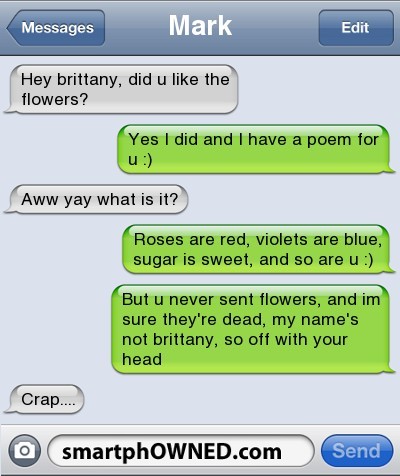 Messages
Mark
Edit
Hey brittany, did u like the
flowers?
Yes I did and I have a poem for
u :)
Aww yay what is it?
Roses are red, violets are blue,
sugar is sweet, and so are u :)
But u never sent flowers, and im
sure they're dead, my name's
not brittany, so off with your
head
Crap....
smartphOWNED.com
Send